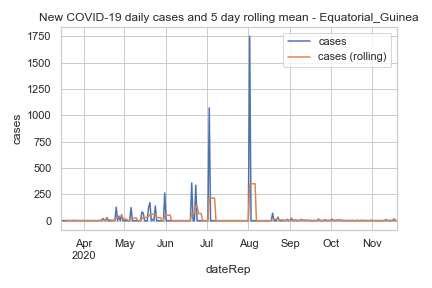 New COVID-19 daily cases and 5 day rolling mean - Equatorial_Guinea
cases
cases (rolling)
1750
1500
1250
1000
750
500
250
0
cases
Apr May Jun Jul Aug Sep Oct Nov
2020
dateRep